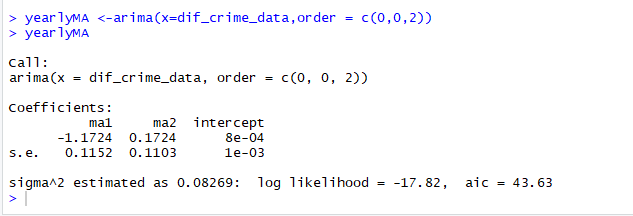 > yearlyMA <-arima(x=dif_crime_data,order = c(0,0,2))
> yearlyMA
Call:
arima(x = dif_crime_data, order = c(0, 0, 2))
Coefficients:
ma1 ma2 intercept
-1.1724 0.1724 8e-04
s.e. 0.1152 0.1103 1e-03
sigma^2 estimated as 0.08269: log likelihood = -17.82, aic = 43.63
>